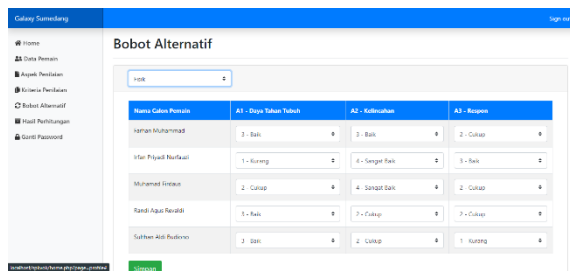 Galaxy Sumedang
Sign out
Home
Data Pemain
Aspek Penilaian
Kriteria Penilaian
Bobot Alternatif
Hasil Perhitungan
Ganti Password
Bobot Alternatif
Fisik
Nama Calon Pemain A1 - Daya Tahan Tubuh A2 - Kelincahan A3 - Respon
Muhammad 3 - Baik 3 - Baik 2 - Cukup
Irfan Priyadi Nurfauzi 1 - Kurang 4 - Sangat Baik 3 - Baik
Muhamad Firdaus 2 - Cukup 4 - Sangat Baik 2 - Cukup
Randi Agus Revaldi 3 - Baik 2 - Cukup 2 - Cukup
Sulthan Aldi Budiono 3 - Baik 2 - Cukup 1 - Kurang
Simpan